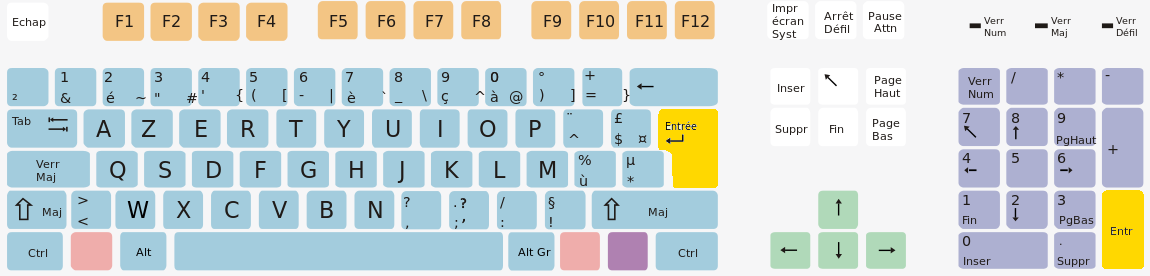 Echap F1 F2 F3 F4 F5 F6 F7 F8 F9 F10 F11 F12
Impr
écran
Syst
Arrêt
Défil
Pause
Attn
Verr
Num
Verr
Maj
Verr
Défil
²
1
&
2
é ~
3
" #
4
' {
5
( [
6
- |
7
è `
8
_ \
9
ç ^
0
à @
°
) ]
+
= }
←
Inser
↖
Page
Haut
Verr
Num
/
*
-
Tab ↹
A Z E R T Y U I O P
¨
^
£
$ ¤
Entrée
↵
Suppr
Fin
Page
Bas
7
↖
8
↑
9
PgHaut
+
Verr
Maj
Q S D F G H J K L M
%
ù
µ
*
4
←
5
6
→
⇧ Maj
>
<
W X C V B N
?
,
.?
;,
/
:
§
!
⇧ Maj
↑
1
Fin
2
↓
3
PgBas
Entr
Ctrl Alt Alt Gr Ctrl
← ↓ →
0
Inser
.
Suppr